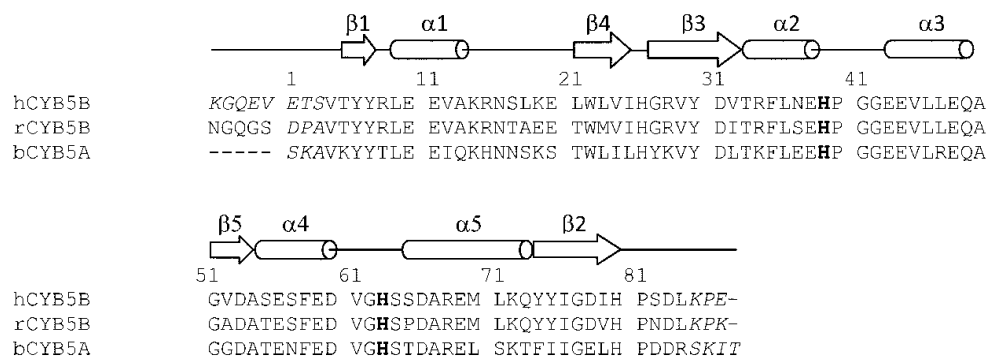 β1 α1 β4 β3 α2 α3
1 11 21 31 41
hCYB5B KGQEV ETSVTYYRLE EVAKRNSLKE LWLVIHGRVY DVTRFLNEHP GGEEVLLEQA
rCYB5B NGQGS DPAVTYYRLE EVAKRNTAEE TWMVIHGRVY DITRFLSEHP GGEEVLLEQA
bCYB5A ----- SKAVKYYTLE EIQKHNNSKS TWLILHYKVY DLTKFLEEHP GGEEVLREQA
β5 α4 α5 β2
51 61 71 81
hCYB5B GVDASESFED VGHSSDAREM LKQYYIGDIH PSDLKPE-
rCYB5B GADATESFED VGHSPDAREM LKQYYIGDVH PNDLKPK-
bCYB5A GGDATENFED VGHSTDAREL SKTFIIGELH PDDRSKIT